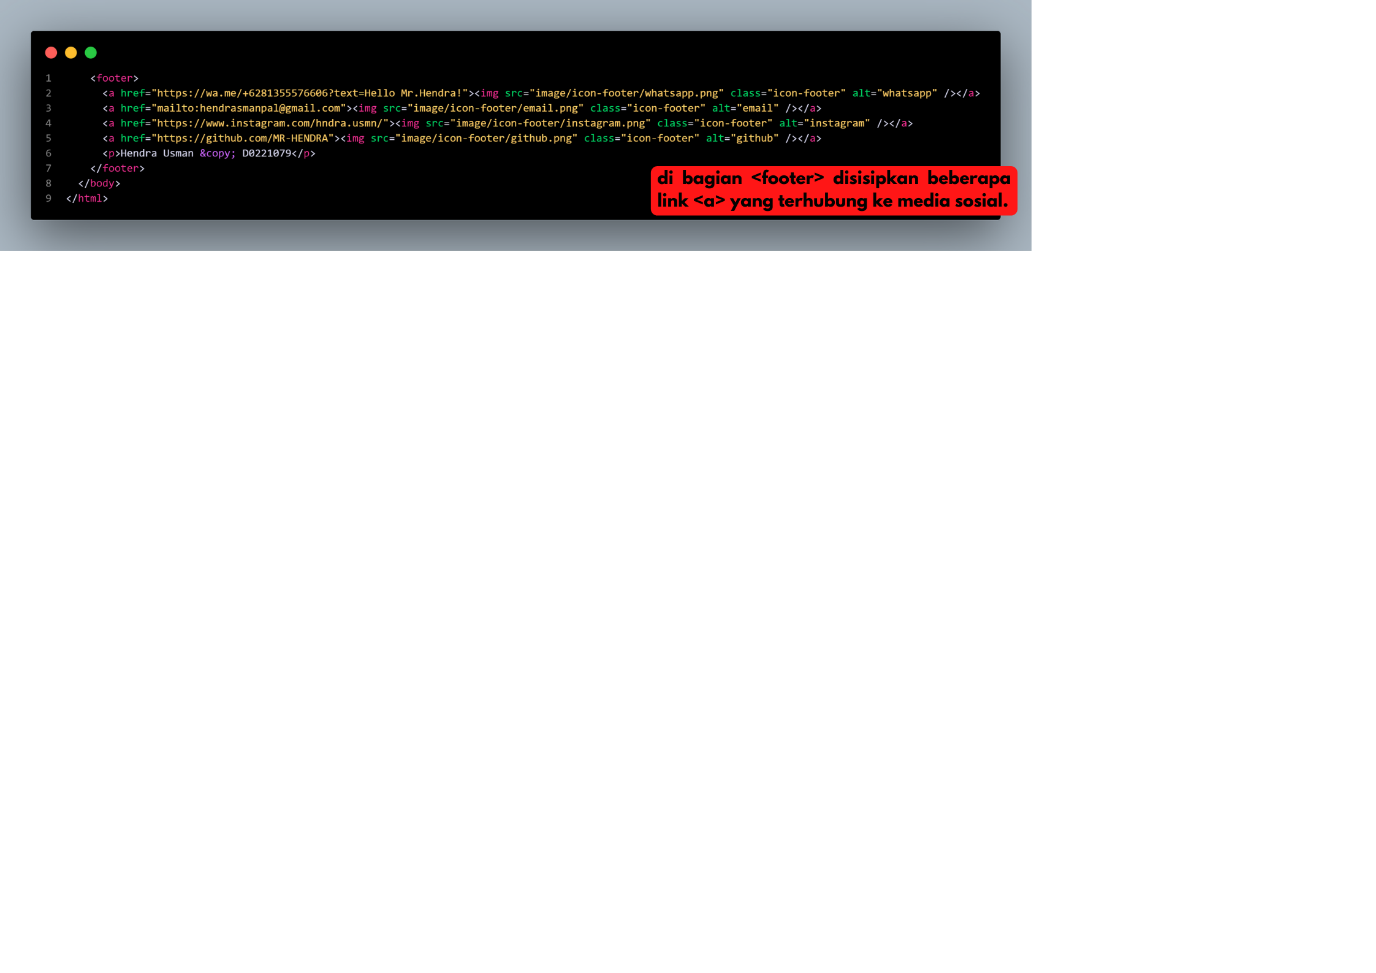 1 <footer>
2 <a href="https://wa.me/+6281355576606?text=Hello Mr.Hendra!"><img src="image/icon-footer/whatsapp.png" class="icon-footer" alt="whatsapp" /></a>
3 <a href="mailto:hendrasmanpal@gmail.com"><img src="image/icon-footer/email.png" class="icon-footer" alt="email" /></a>
4 <a href="https://www.instagram.com/hndra.usmn/"><img src="image/icon-footer/instagram.png" class="icon-footer" alt="instagram" /></a>
5 <a href="https://github.com/MR-HENDRA"><img src="image/icon-footer/github.png" class="icon-footer" alt="github" /></a>
6 <p>Hendra Usman &copy; D0221079</p>
7 </footer>
8 </body>
9 </html>
di bagian <footer> disisipkan beberapa
link <a> yang terhubung ke media sosial.